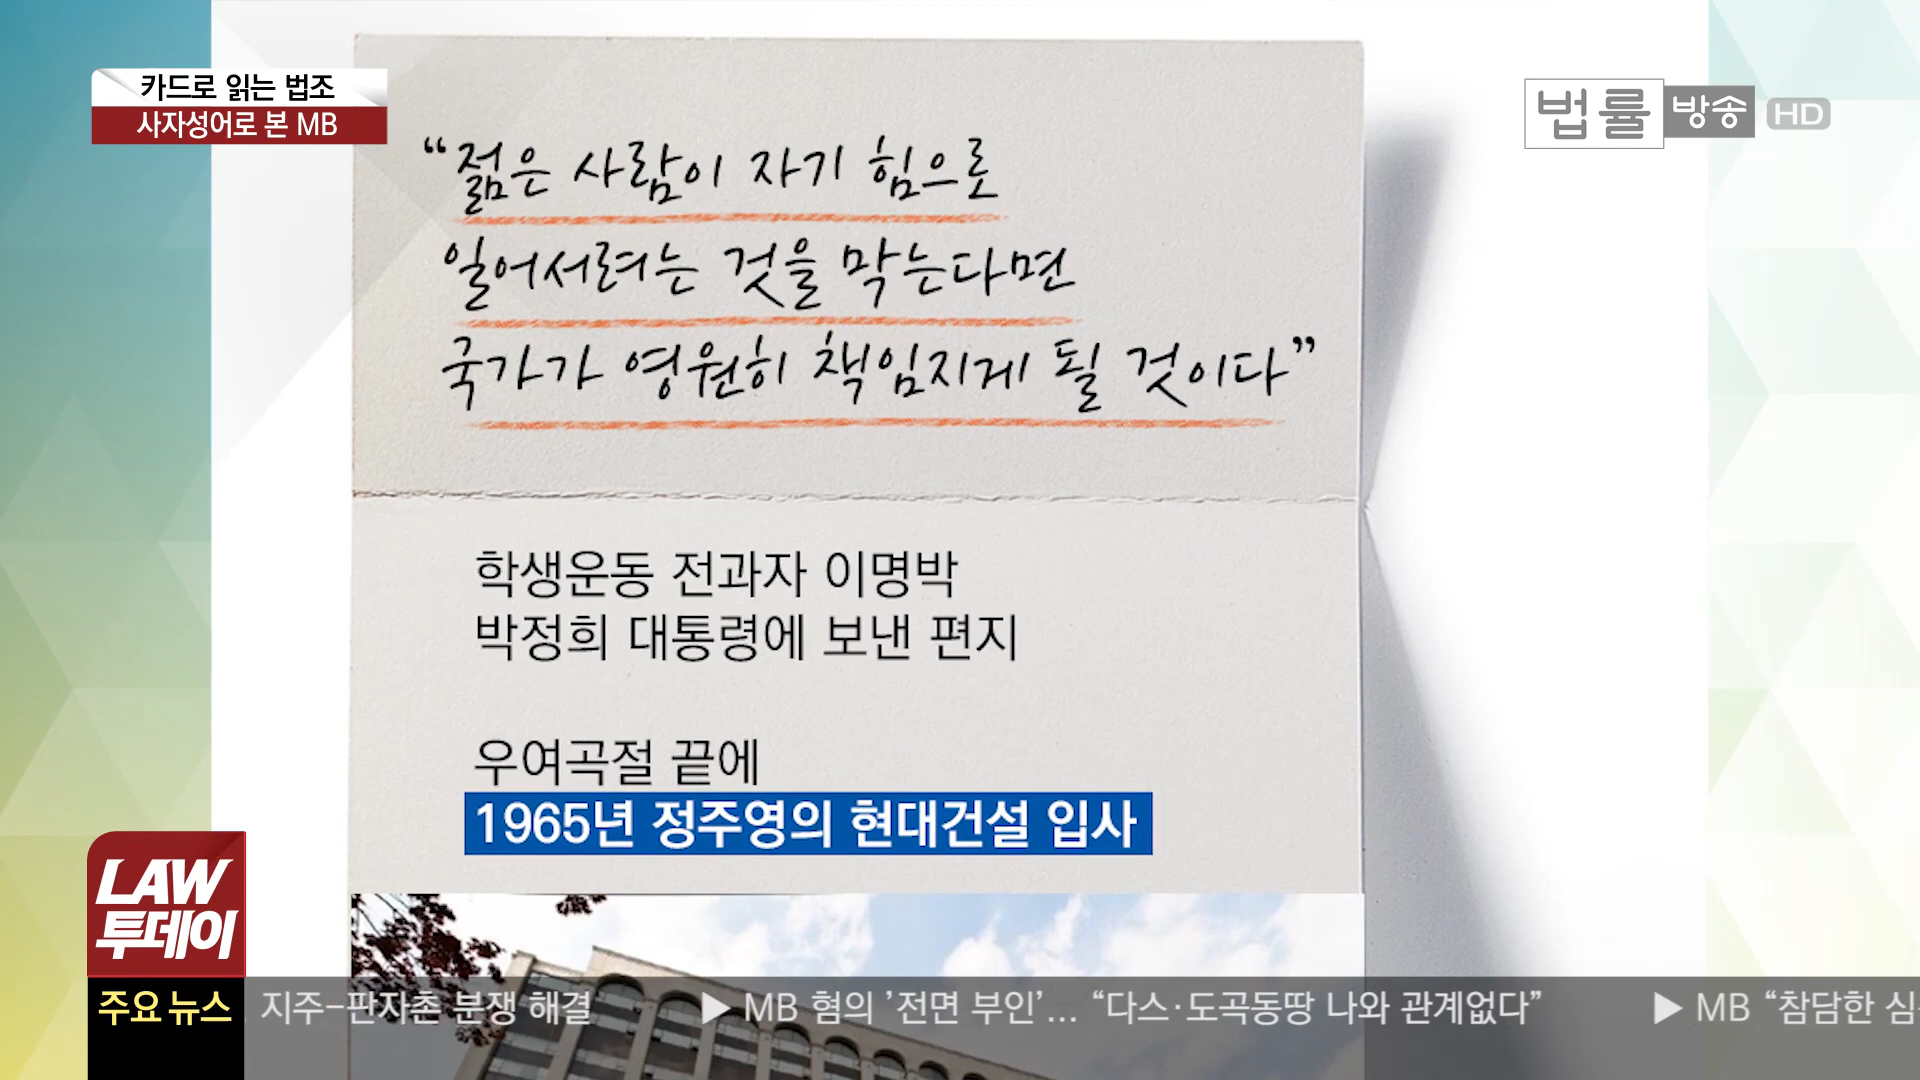 카드로 읽는 법조
사자성어로 본 MB
법률방송 HD
“젊은 사람이 자기 힘으로
일어서려는 것을 막는다면
국가가 영원히 책임지게 될 것이다”
학생운동 전과자 이명박
박정희 대통령에 보낸 편지
우여곡절 끝에
1965년 정주영의 현대건설 입사
LAW
투데이
주요 뉴스 지주-판자촌 분쟁 해결 ▶ MB 혐의 '전면 부인'... “다스·도곡동땅 나와 관계없다” ▶ MB “참담한